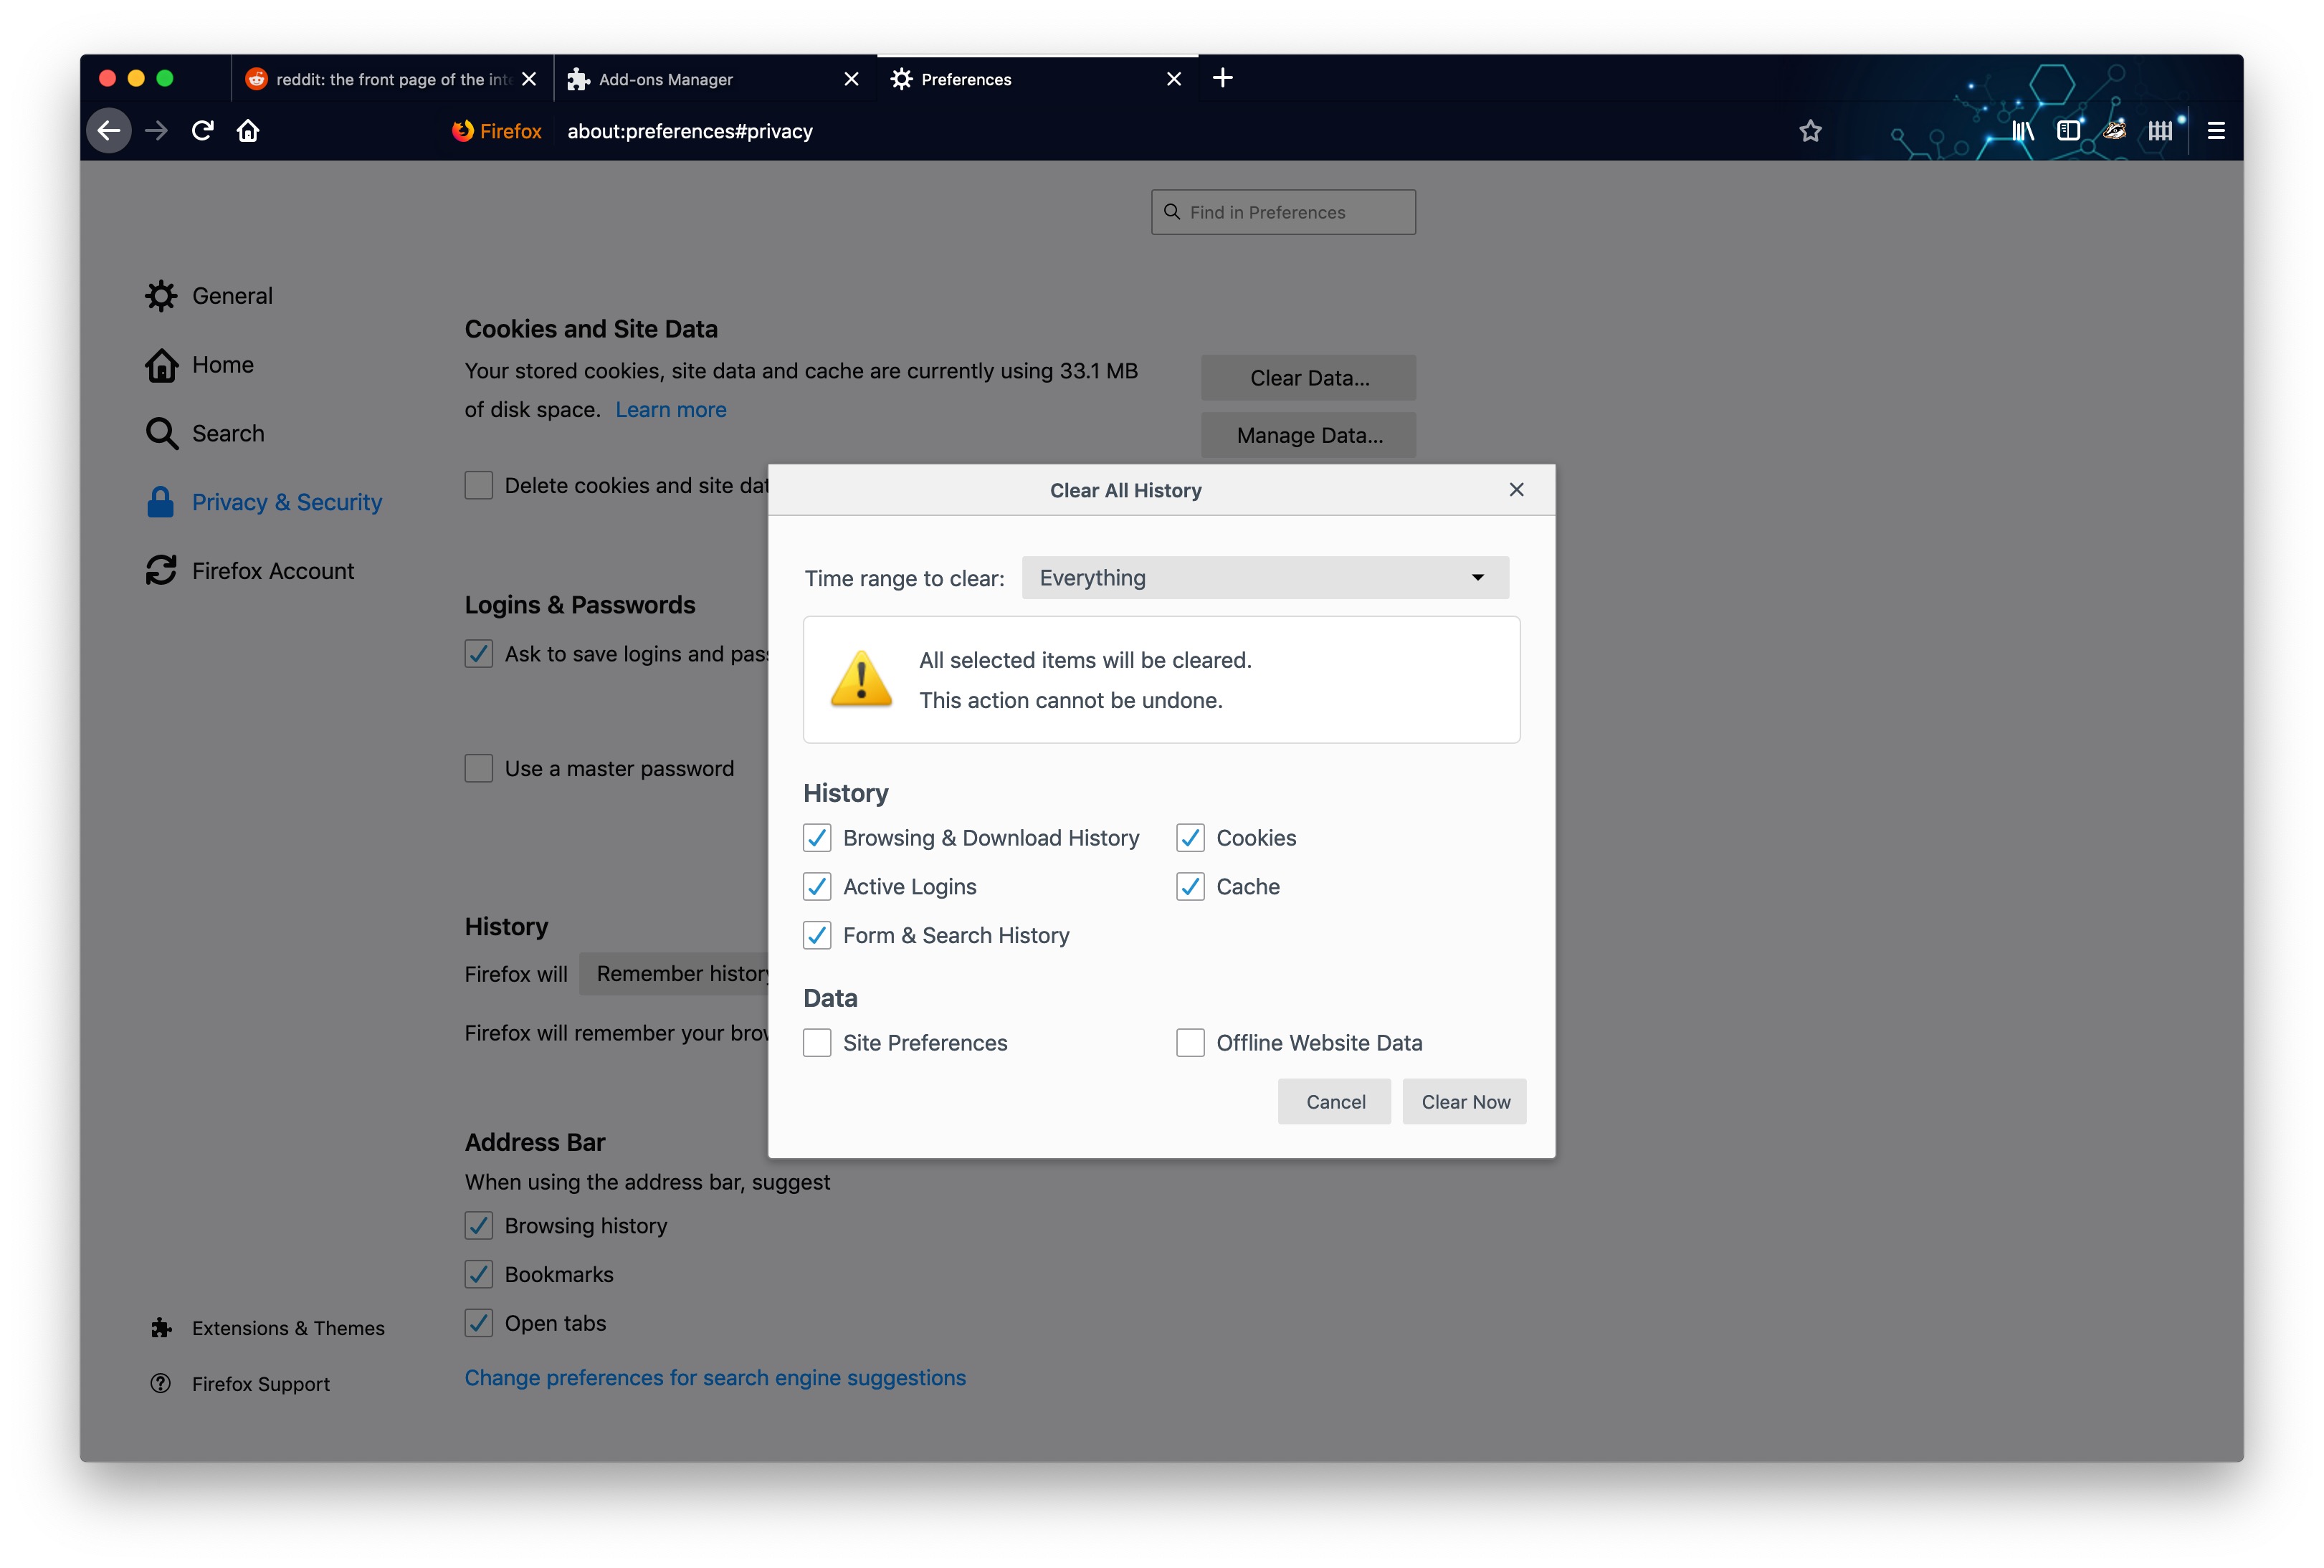 reddit: the front page of the inte
Add-ons Manager
Preferences
Firefox
about:preferences#privacy
Find in Preferences
General
Home
Search
Privacy & Security
Firefox Account
Extensions & Themes
Firefox Support
Cookies and Site Data
Your stored cookies, site data and cache are currently using 33.1 MB
of disk space. Learn more
Clear Data...
Manage Data...
Delete cookies and site dat
Logins & Passwords
Ask to save logins and pass
Use a master password
History
Firefox will Remember history
Firefox will remember your brow
Address Bar
When using the address bar, suggest
Browsing history
Bookmarks
Open tabs
Change preferences for search engine suggestions
Clear All History
Time range to clear: Everything
All selected items will be cleared.
This action cannot be undone.
History
Browsing & Download History
Cookies
Active Logins
Cache
Form & Search History
Data
Site Preferences
Offline Website Data
Cancel
Clear Now